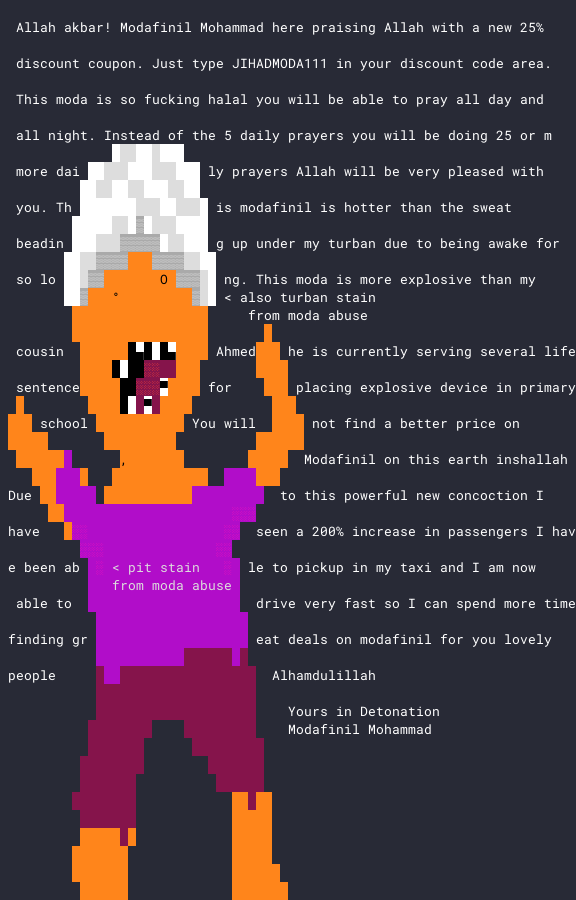 Allah akbar! Modafinil Mohammad here praising Allah with a new 25%
discount coupon. Just type JIHADMODA111 in your discount code area.
This moda is so fucking halal you will be able to pray all day and
all night. Instead of the 5 daily prayers you will be doing 25 or m
more dai ly prayers Allah will be very pleased with
you. Th is modafinil is hotter than the sweat
beadin g up under my turban due to being awake for
so lo ng. This moda is more explosive than my
< also turban stain
from moda abuse
cousin Ahmed he is currently serving several life
sentence for placing explosive device in primary
school You will not find a better price on
Modafinil on this earth inshallah
Due to this powerful new concoction I
have seen a 200% increase in passengers I hav
e been ab < pit stain le to pickup in my taxi and I am now
from moda abuse
able to drive very fast so I can spend more time
finding gr eat deals on modafinil for you lovely
people Alhamdulillah
Yours in Detonation
Modafinil Mohammad